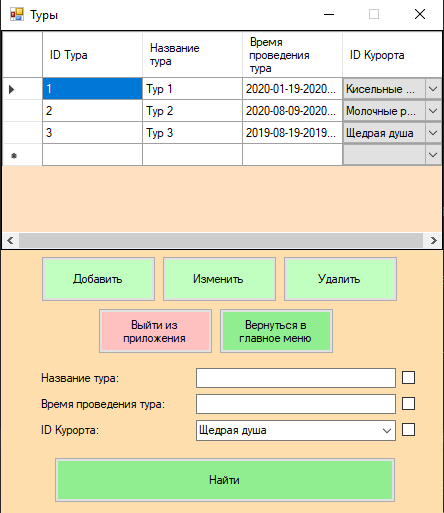 Туры
ID Тура
Название
тура
Время
проведения
тура
ID Курорта
1
Тур 1
2020-01-19-2020...
Кисельные ...
2
Тур 2
2020-08-09-2020...
Молочные р...
3
Тур 3
2019-08-19-2019...
Щедрая душа
Добавить
Изменить
Удалить
Выйти из
приложения
Вернуться в
главное меню
Название тура:
Время проведения тура:
ID Курорта:
Щедрая душа
Найти